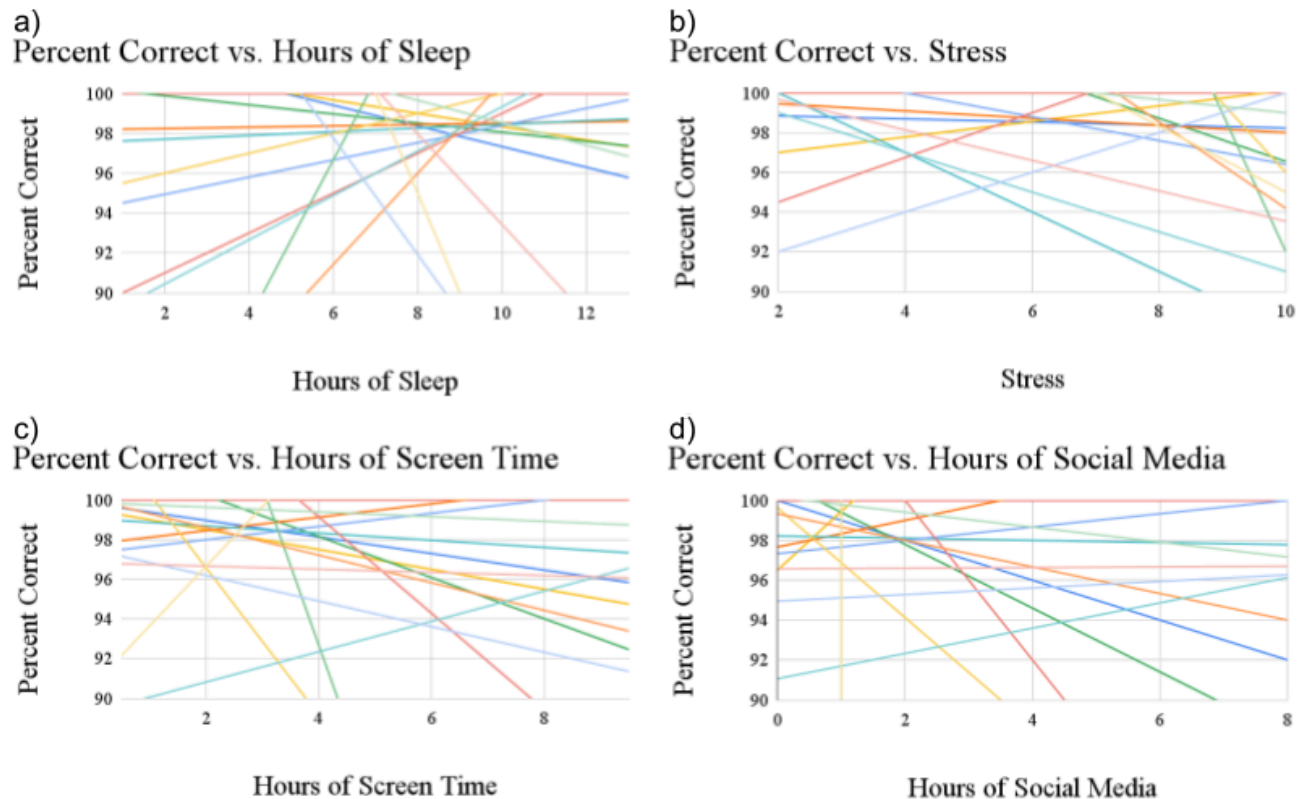 a)
Percent Correct vs. Hours of Sleep
Percent Correct
100
98
96
94
92
90
2 4 6 8 10 12
Hours of Sleep
b)
Percent Correct vs. Stress
Percent Correct
100
98
96
94
92
90
2 4 6 8 10
Stress
c)
Percent Correct vs. Hours of Screen Time
Percent Correct
100
98
96
94
92
90
2 4 6 8
Hours of Screen Time
d)
Percent Correct vs. Hours of Social Media
Percent Correct
100
98
96
94
92
90
0 2 4 6 8
Hours of Social Media